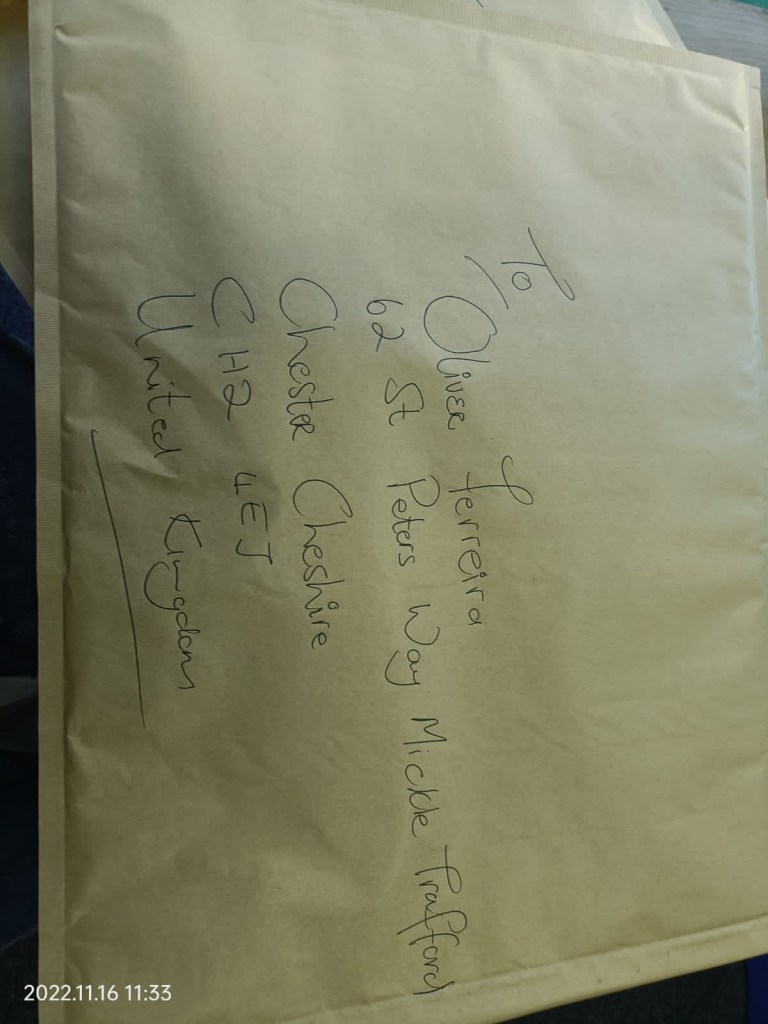 To
Oliver Ferreira
62 St Peters Way Mickle Trafford
Chester Cheshire
CH2 4EJ
United Kingdom
2022.11.16 11:33